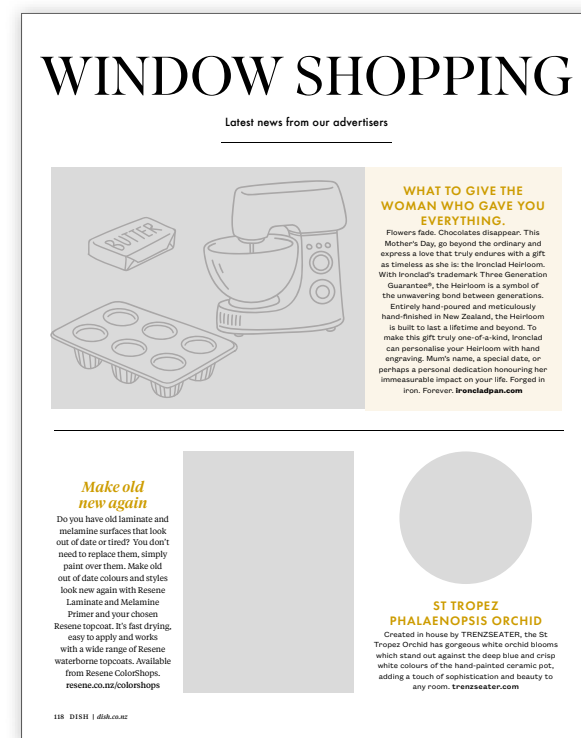 WINDOW SHOPPING
Latest news from our advertisers
BUTTER
WHAT TO GIVE THE
WOMAN WHO GAVE YOU
EVERYTHING.
Flowers fade. Chocolates disappear. This
Mother's Day, go beyond the ordinary and
express a love that truly endures with a gift
as timeless as she is: the Ironclad Heirloom.
With Ironclad's trademark Three Generation
Guarantee®, the Heirloom is a symbol of
the unwavering bond between generations.
Entirely hand-poured and meticulously
hand-finished in New Zealand, the Heirloom
is built to last a lifetime and beyond. To
make this gift truly one-of-a-kind, Ironclad
can personalise your Heirloom with hand
engraving. Mum's name, a special date, or
perhaps a personal dedication honouring her
immeasurable impact on your life. Forged in
iron. Forever. ironcladpan.com
Make old
new again
Do you have old laminate and
melamine surfaces that look
out of date or tired? You don't
need to replace them, simply
paint over them. Make old
out of date colours and styles
look new again with Resene
Laminate and Melamine
Primer and your chosen
Resene topcoat. It's fast drying,
easy to apply and works
with a wide range of Resene
waterborne topcoats. Available
from Resene ColorShops.
resene.co.nz/colorshops
ST TROPEZ
PHALAENOPSIS ORCHID
Created in house by TRENZSEATER, the St
Tropez Orchid has gorgeous white orchid blooms
which stand out against the deep blue and crisp
white colours of the hand-painted ceramic pot,
adding a touch of sophistication and beauty to
any room. trenzseater.com
118 DISH | dish.co.nz